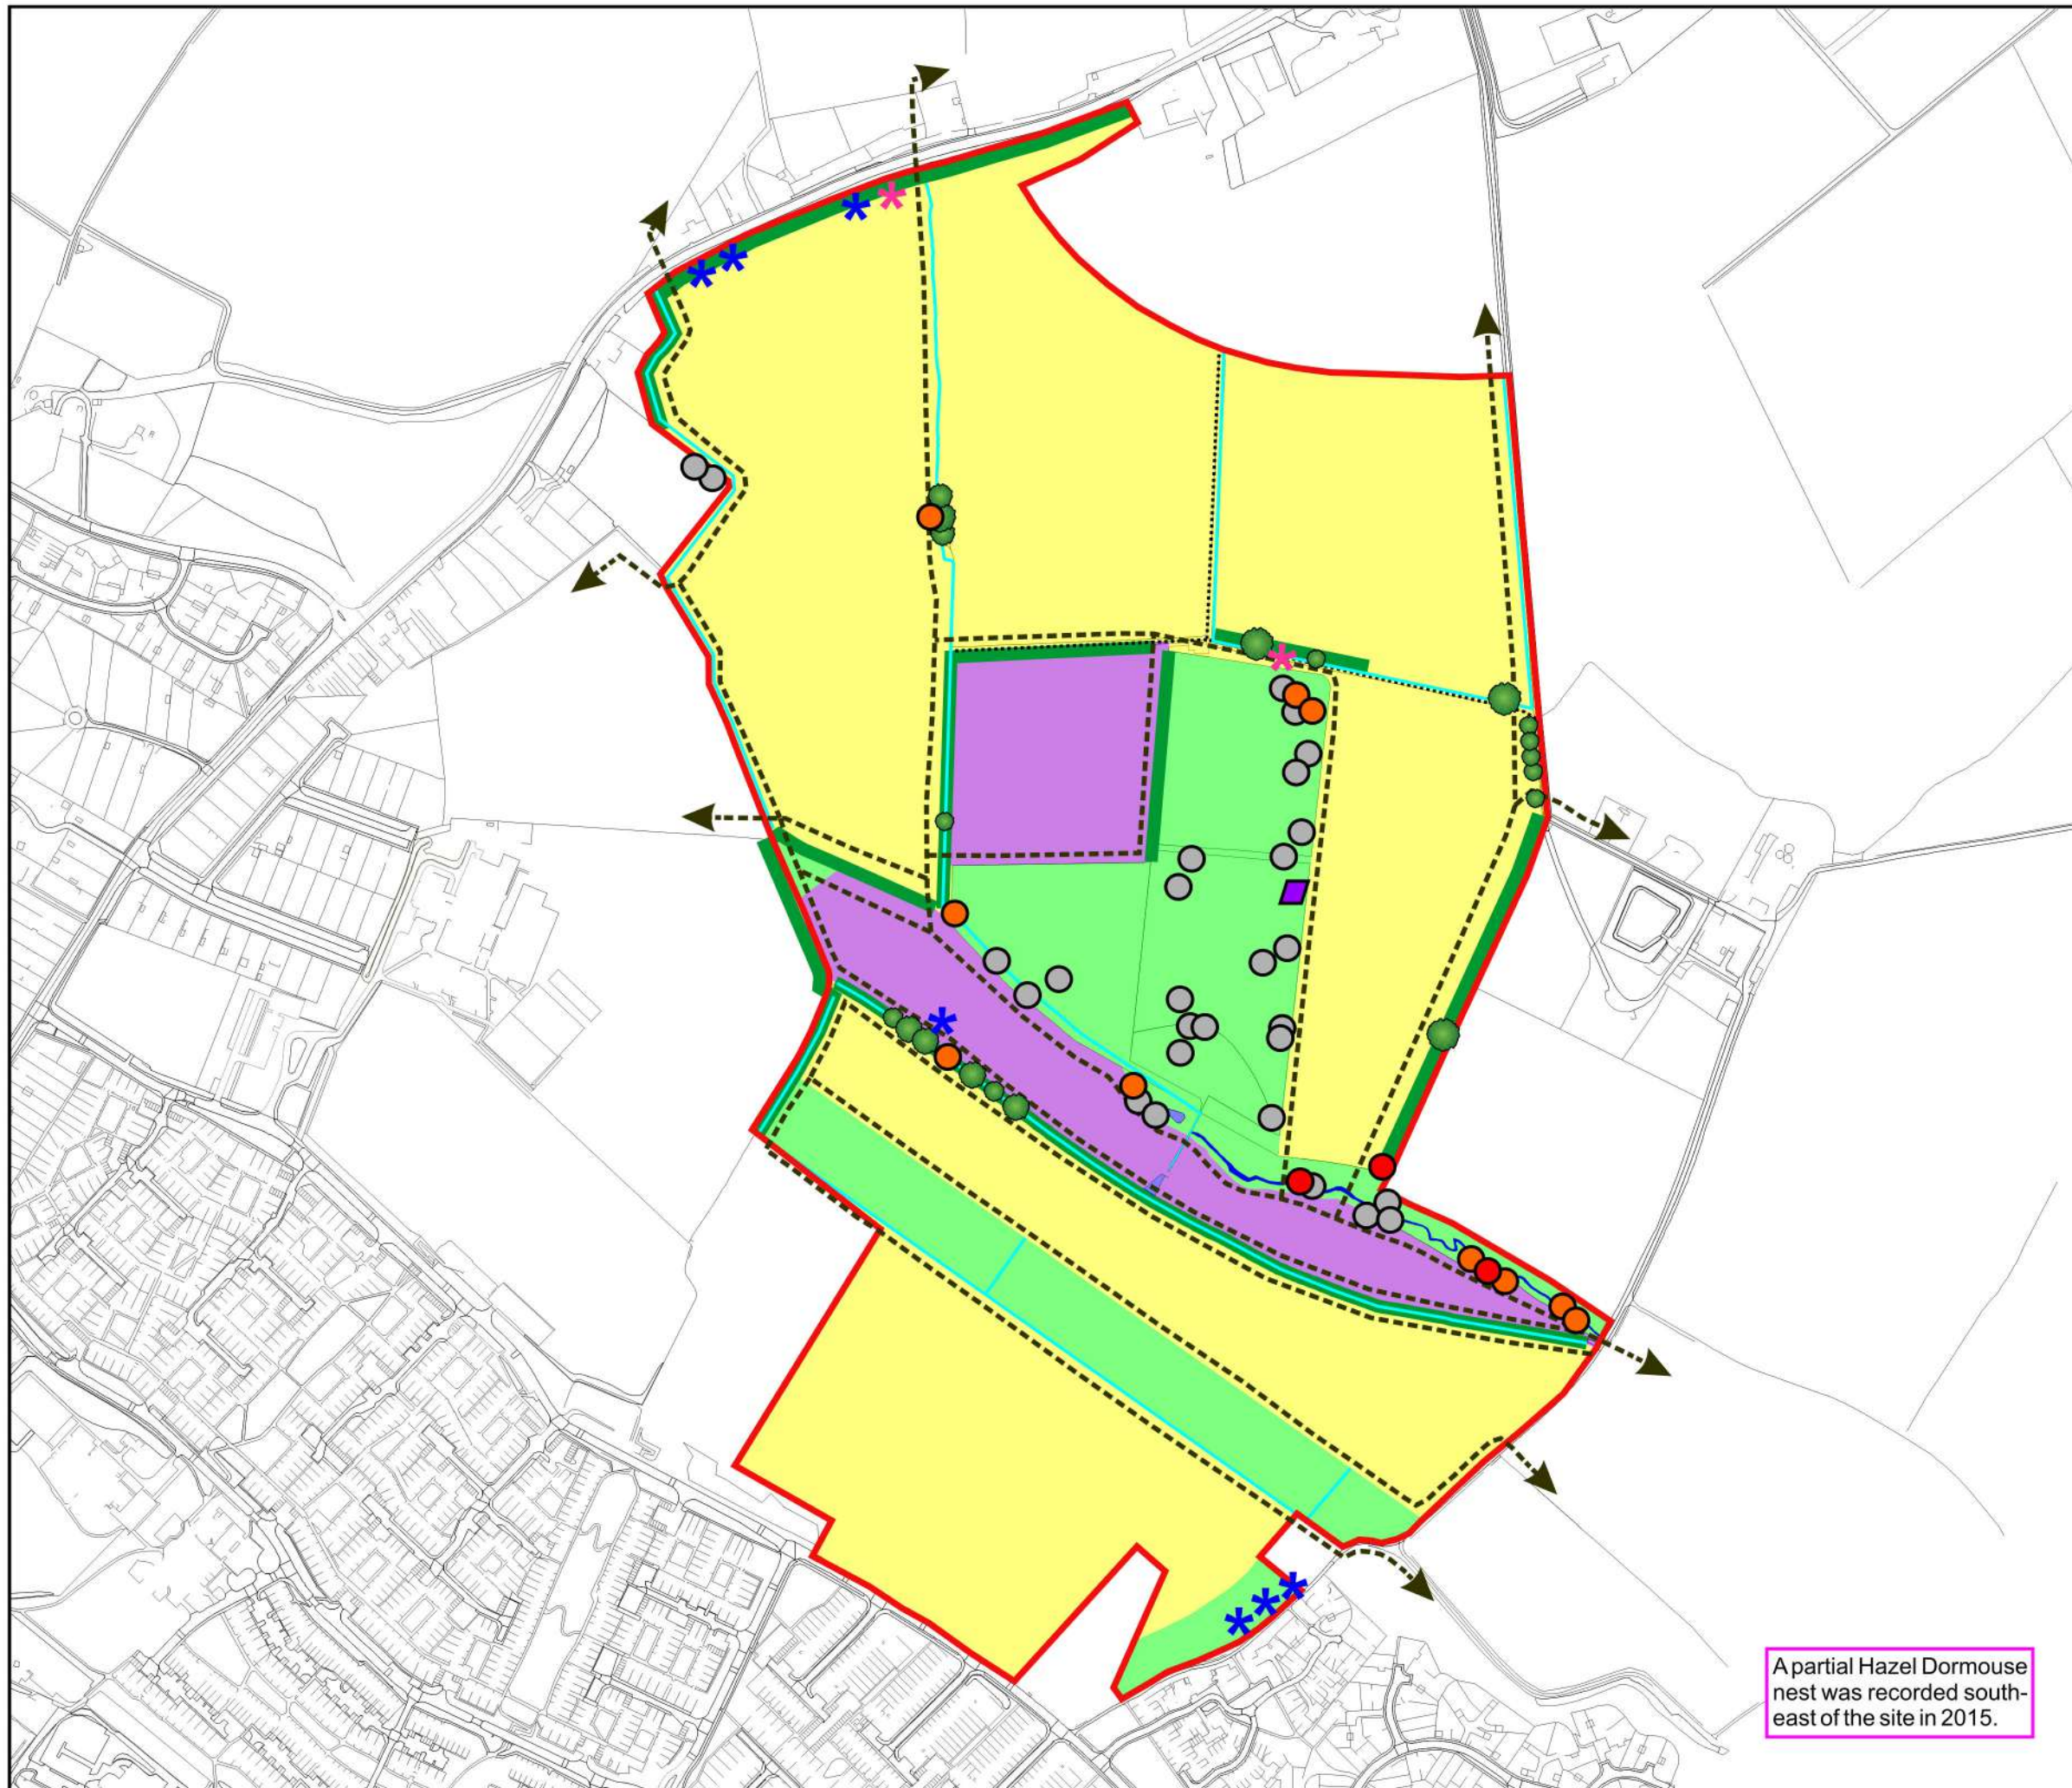 A partial Hazel Dormouse
nest was recorded south-
east of the site in 2015.